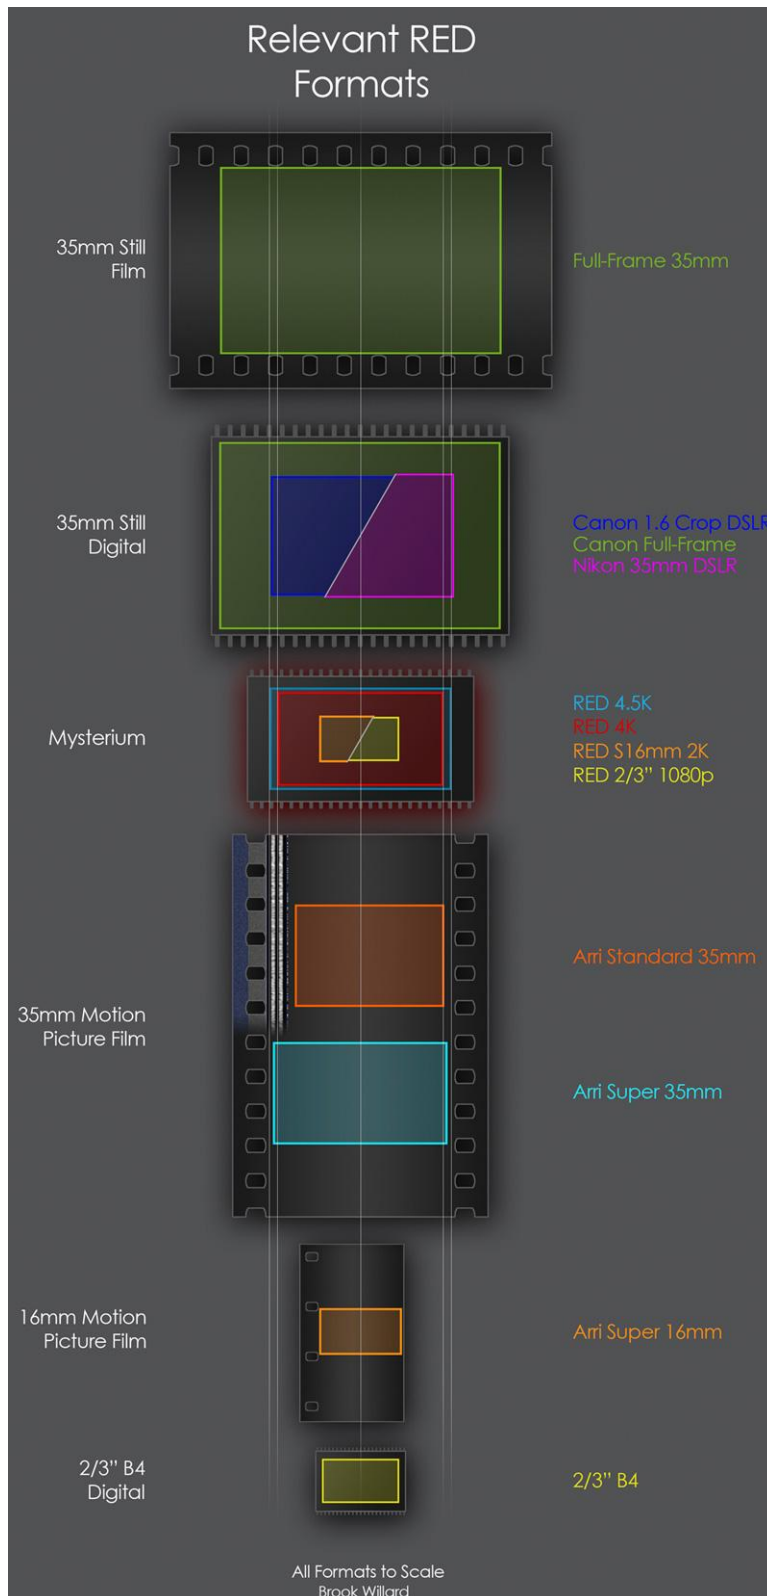 Relevant RED
Formats
35mm Still
Film
Full-Frame 35mm
35mm Still
Digital
Canon 1.6 Crop DSLR
Canon Full-Frame
Nikon 35mm DSLR
Mysterium
RED 4.5K
RED 4K
RED S16mm 2K
RED 2/3” 1080p
35mm Motion
Picture Film
Arri Standard 35mm
Arri Super 35mm
16mm Motion
Picture Film
Arri Super 16mm
2/3” B4
Digital
2/3” B4
All Formats to Scale
Brook Willard